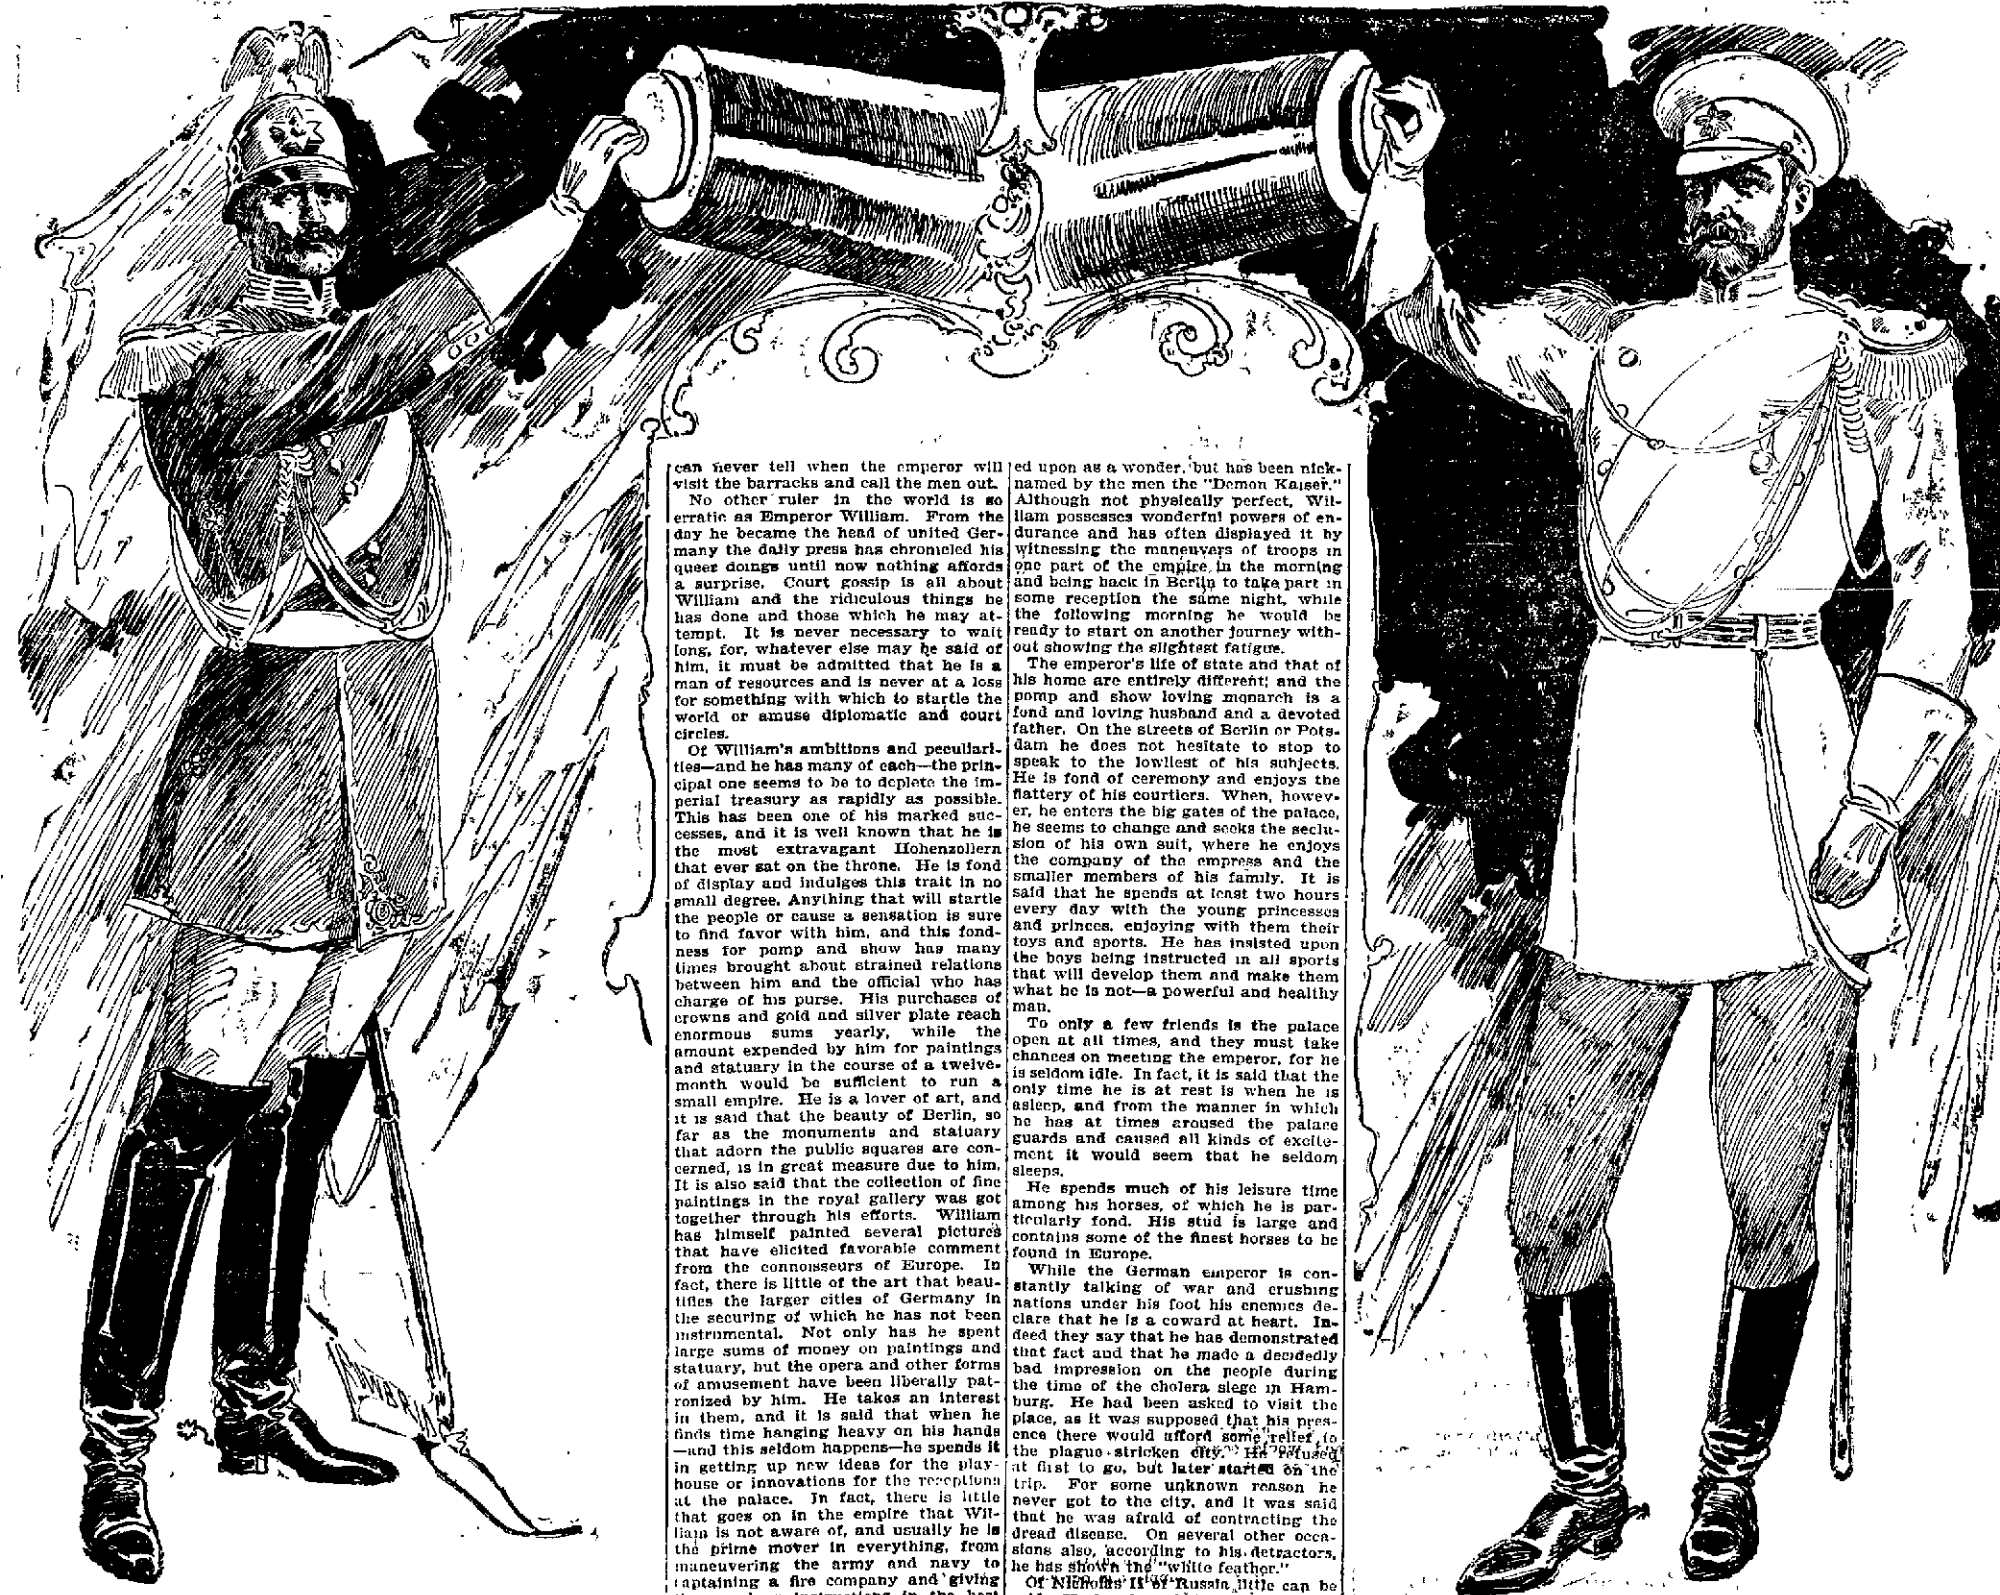 can never tell when the emperor will
visit the barracks and call the men out.
No other ruler in the world is so
erratic as Emperor William. From the
day he became the head of united Ger-
many the daily press has chronicled his
queer doings until now nothing affords
a surprise. Court gossip is all about
William and the ridiculous things he
has done and those which he may at-
tempt. It is never necessary to wait
long, for, whatever else may be said of
him, it must be admitted that he is a
man of resources and is never at a loss
for something with which to startle the
world or amuse diplomatic and court
circles.
Of William's ambitions and peculiari-
ties—and he has many of each—the prin-
cipal one seems to be to deplete the im-
perial treasury as rapidly as possible.
This has been one of his marked suc-
cesses, and it is well known that he is
the most extravagant Hohenzollern
that ever sat on the throne. He is fond
of display and indulges this trait in no
small degree. Anything that will startle
the people or cause a sensation is sure
to find favor with him, and this fond-
ness for pomp and show has many
times brought about strained relations
between him and the official who has
charge of his purse. His purchases of
crowns and gold and silver plate reach
enormous sums yearly, while the
amount expended by him for paintings
and statuary in the course of a twelve-
month would be sufficient to run a
small empire. He is a lover of art, and
it is said that the beauty of Berlin, so
far as the monuments and statuary
that adorn the public squares are con-
cerned, is in great measure due to him.
It is also said that the collection of fine
paintings in the royal gallery was got
together through his efforts. William
has himself painted several pictures
that have elicited favorable comment
from the connoisseurs of Europe. In
fact, there is little of the art that beau-
tifies the larger cities of Germany in
the securing of which he has not been
instrumental. Not only has he spent
large sums of money on paintings and
statuary, but the opera and other forms
of amusement have been liberally pat-
ronized by him. He takes an interest
in them, and it is said that when he
finds time hanging heavy on his hands
—and this seldom happens—he spends it
in getting up new ideas for the play-
house or innovations for the receptions
at the palace. In fact, there is little
that goes on in the empire that Wil-
liam is not aware of, and usually he is
the prime mover in everything, from
maneuvering the army and navy to
captaining a fire company and giving
ed upon as a wonder, but has been nick-
named by the men the "Demon Kaiser."
Although not physically perfect, Wil-
liam possesses wonderful powers of en-
durance and has often displayed it by
witnessing the maneuvers of troops in
one part of the empire in the morning
and being back in Berlin to take part in
some reception the same night, while
the following morning he would be
ready to start on another journey with-
out showing the slightest fatigue.
The emperor's life of state and that of
his home are entirely different; and the
pomp and show loving monarch is a
fond and loving husband and a devoted
father. On the streets of Berlin or Pots-
dam he does not hesitate to stop to
speak to the lowliest of his subjects.
He is fond of ceremony and enjoys the
flattery of his courtiers. When, howev-
er, he enters the big gates of the palace,
he seems to change and seeks the seclu-
sion of his own suit, where he enjoys
the company of the empress and the
smaller members of his family. It is
said that he spends at least two hours
every day with the young princesses
and princes, enjoying with them their
toys and sports. He has insisted upon
the boys being instructed in all sports
that will develop them and make them
what he is not—a powerful and healthy
man.
To only a few friends is the palace
open at all times, and they must take
chances on meeting the emperor, for he
is seldom idle. In fact, it is said that the
only time he is at rest is when he is
asleep, and from the manner in which
he has at times aroused the palace
guards and caused all kinds of excite-
ment it would seem that he seldom
sleeps.
He spends much of his leisure time
among his horses, of which he is par-
ticularly fond. His stud is large and
contains some of the finest horses to be
found in Europe.
While the German emperor is con-
stantly talking of war and crushing
nations under his foot his enemies de-
clare that he is a coward at heart. In-
deed they say that he has demonstrated
that fact and that he made a decidedly
bad impression on the people during
the time of the cholera siege in Ham-
burg. He had been asked to visit the
place, as it was supposed that his pres-
ence there would afford some relief to
the plague-stricken city. He refused
at first to go, but later started on the
trip. For some unknown reason he
never got to the city, and it was said
that he was afraid of contracting the
dread disease. On several other occa-
sions also, according to his detractors,
he has shown the "white feather."
Of Nicholas II of Russia little can be